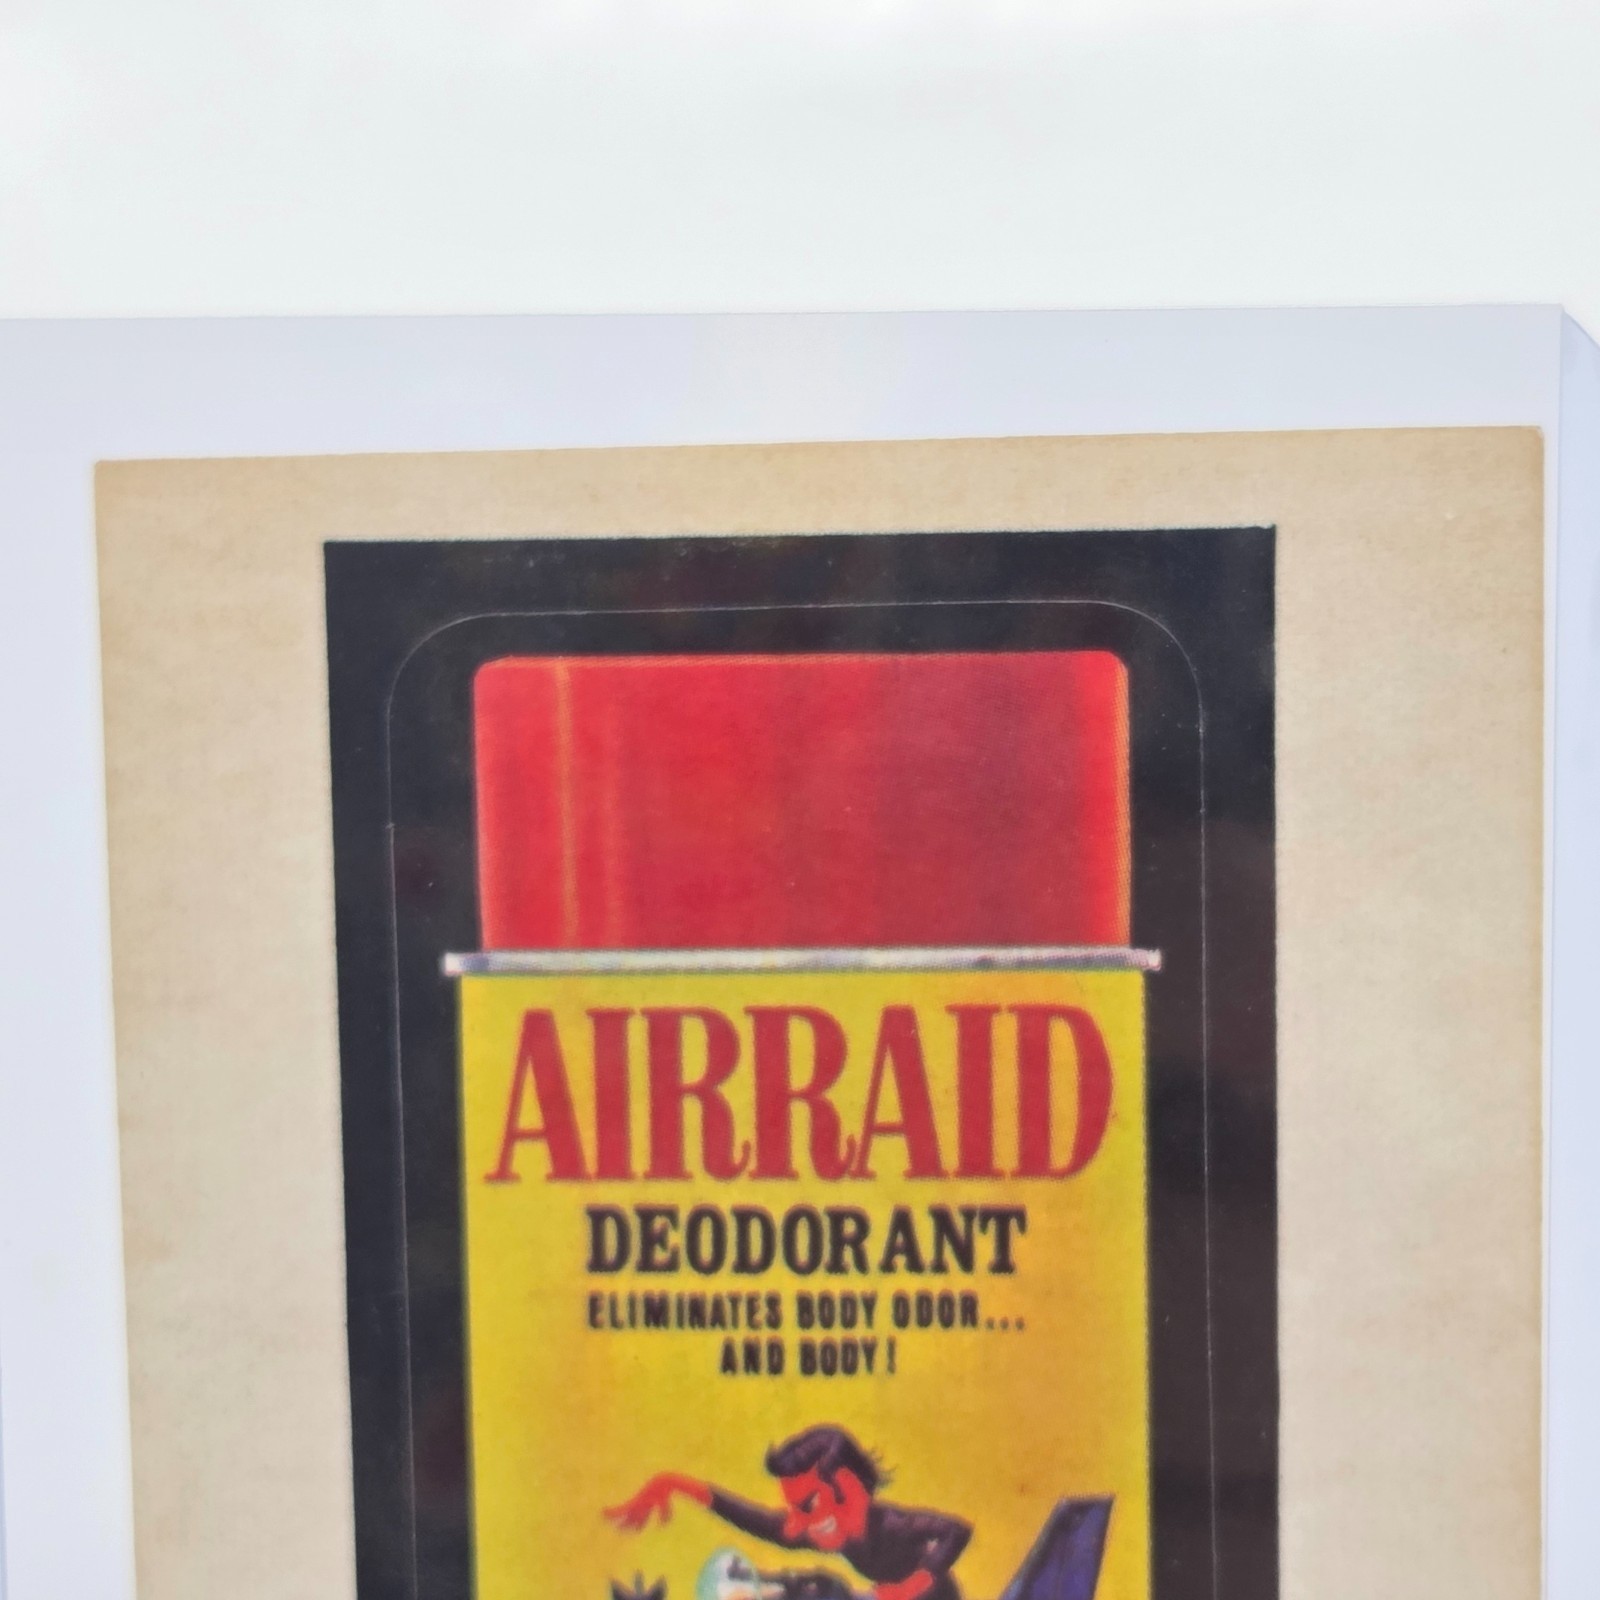 AIRRAID
DEODORANT
ELIMINATES BODY ODOR...
AND BODY!